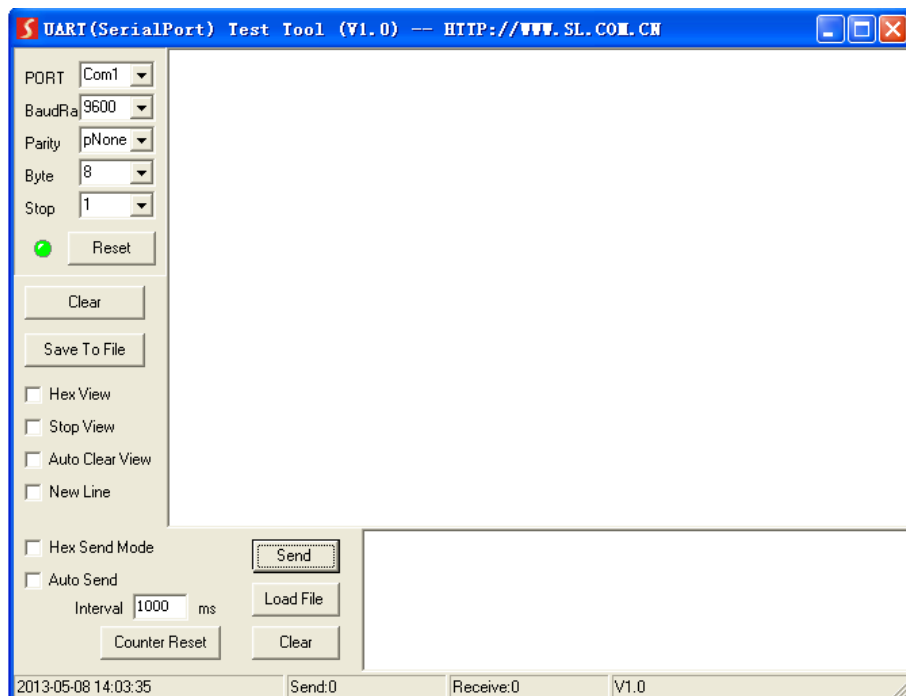 UART(SerialPort) Test Tool (V1.0) -- HTTP://WWW.SL.COM.CN
PORT Com1
BaudRa 9600
Parity pNone
Byte 8
Stop 1
Reset
Clear
Save To File
Hex View
Stop View
Auto Clear View
New Line
Hex Send Mode
Send
Auto Send
Interval 1000 ms
Load File
Counter Reset
Clear
2013-05-08 14:03:35 Send:0 Receive:0 V1.0